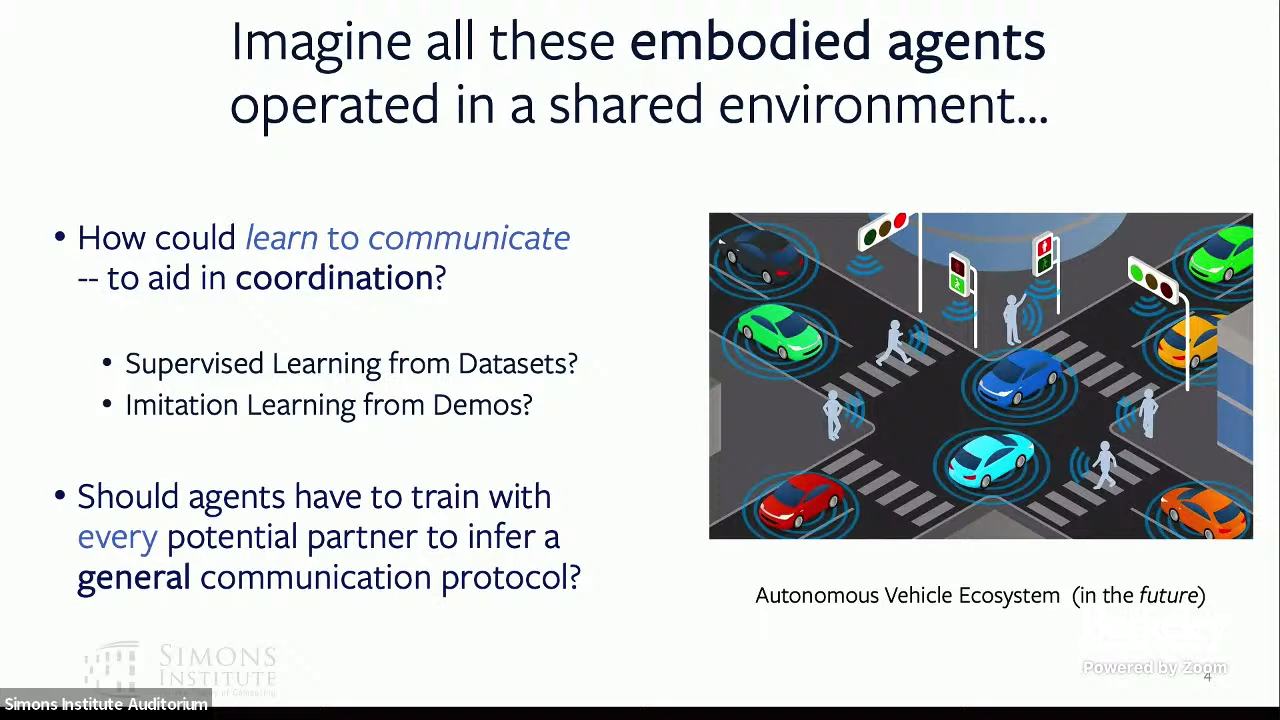 Imagine all these embodied agents
operated in a shared environment...
• How could learn to communicate
-- to aid in coordination?
• Supervised Learning from Datasets?
• Imitation Learning from Demos?
• Should agents have to train with
every potential partner to infer a
general communication protocol?
Autonomous Vehicle Ecosystem (in the future)
SIMONS
INSTITUTE
Powered by Zoom
4
Simons Institute Auditorium